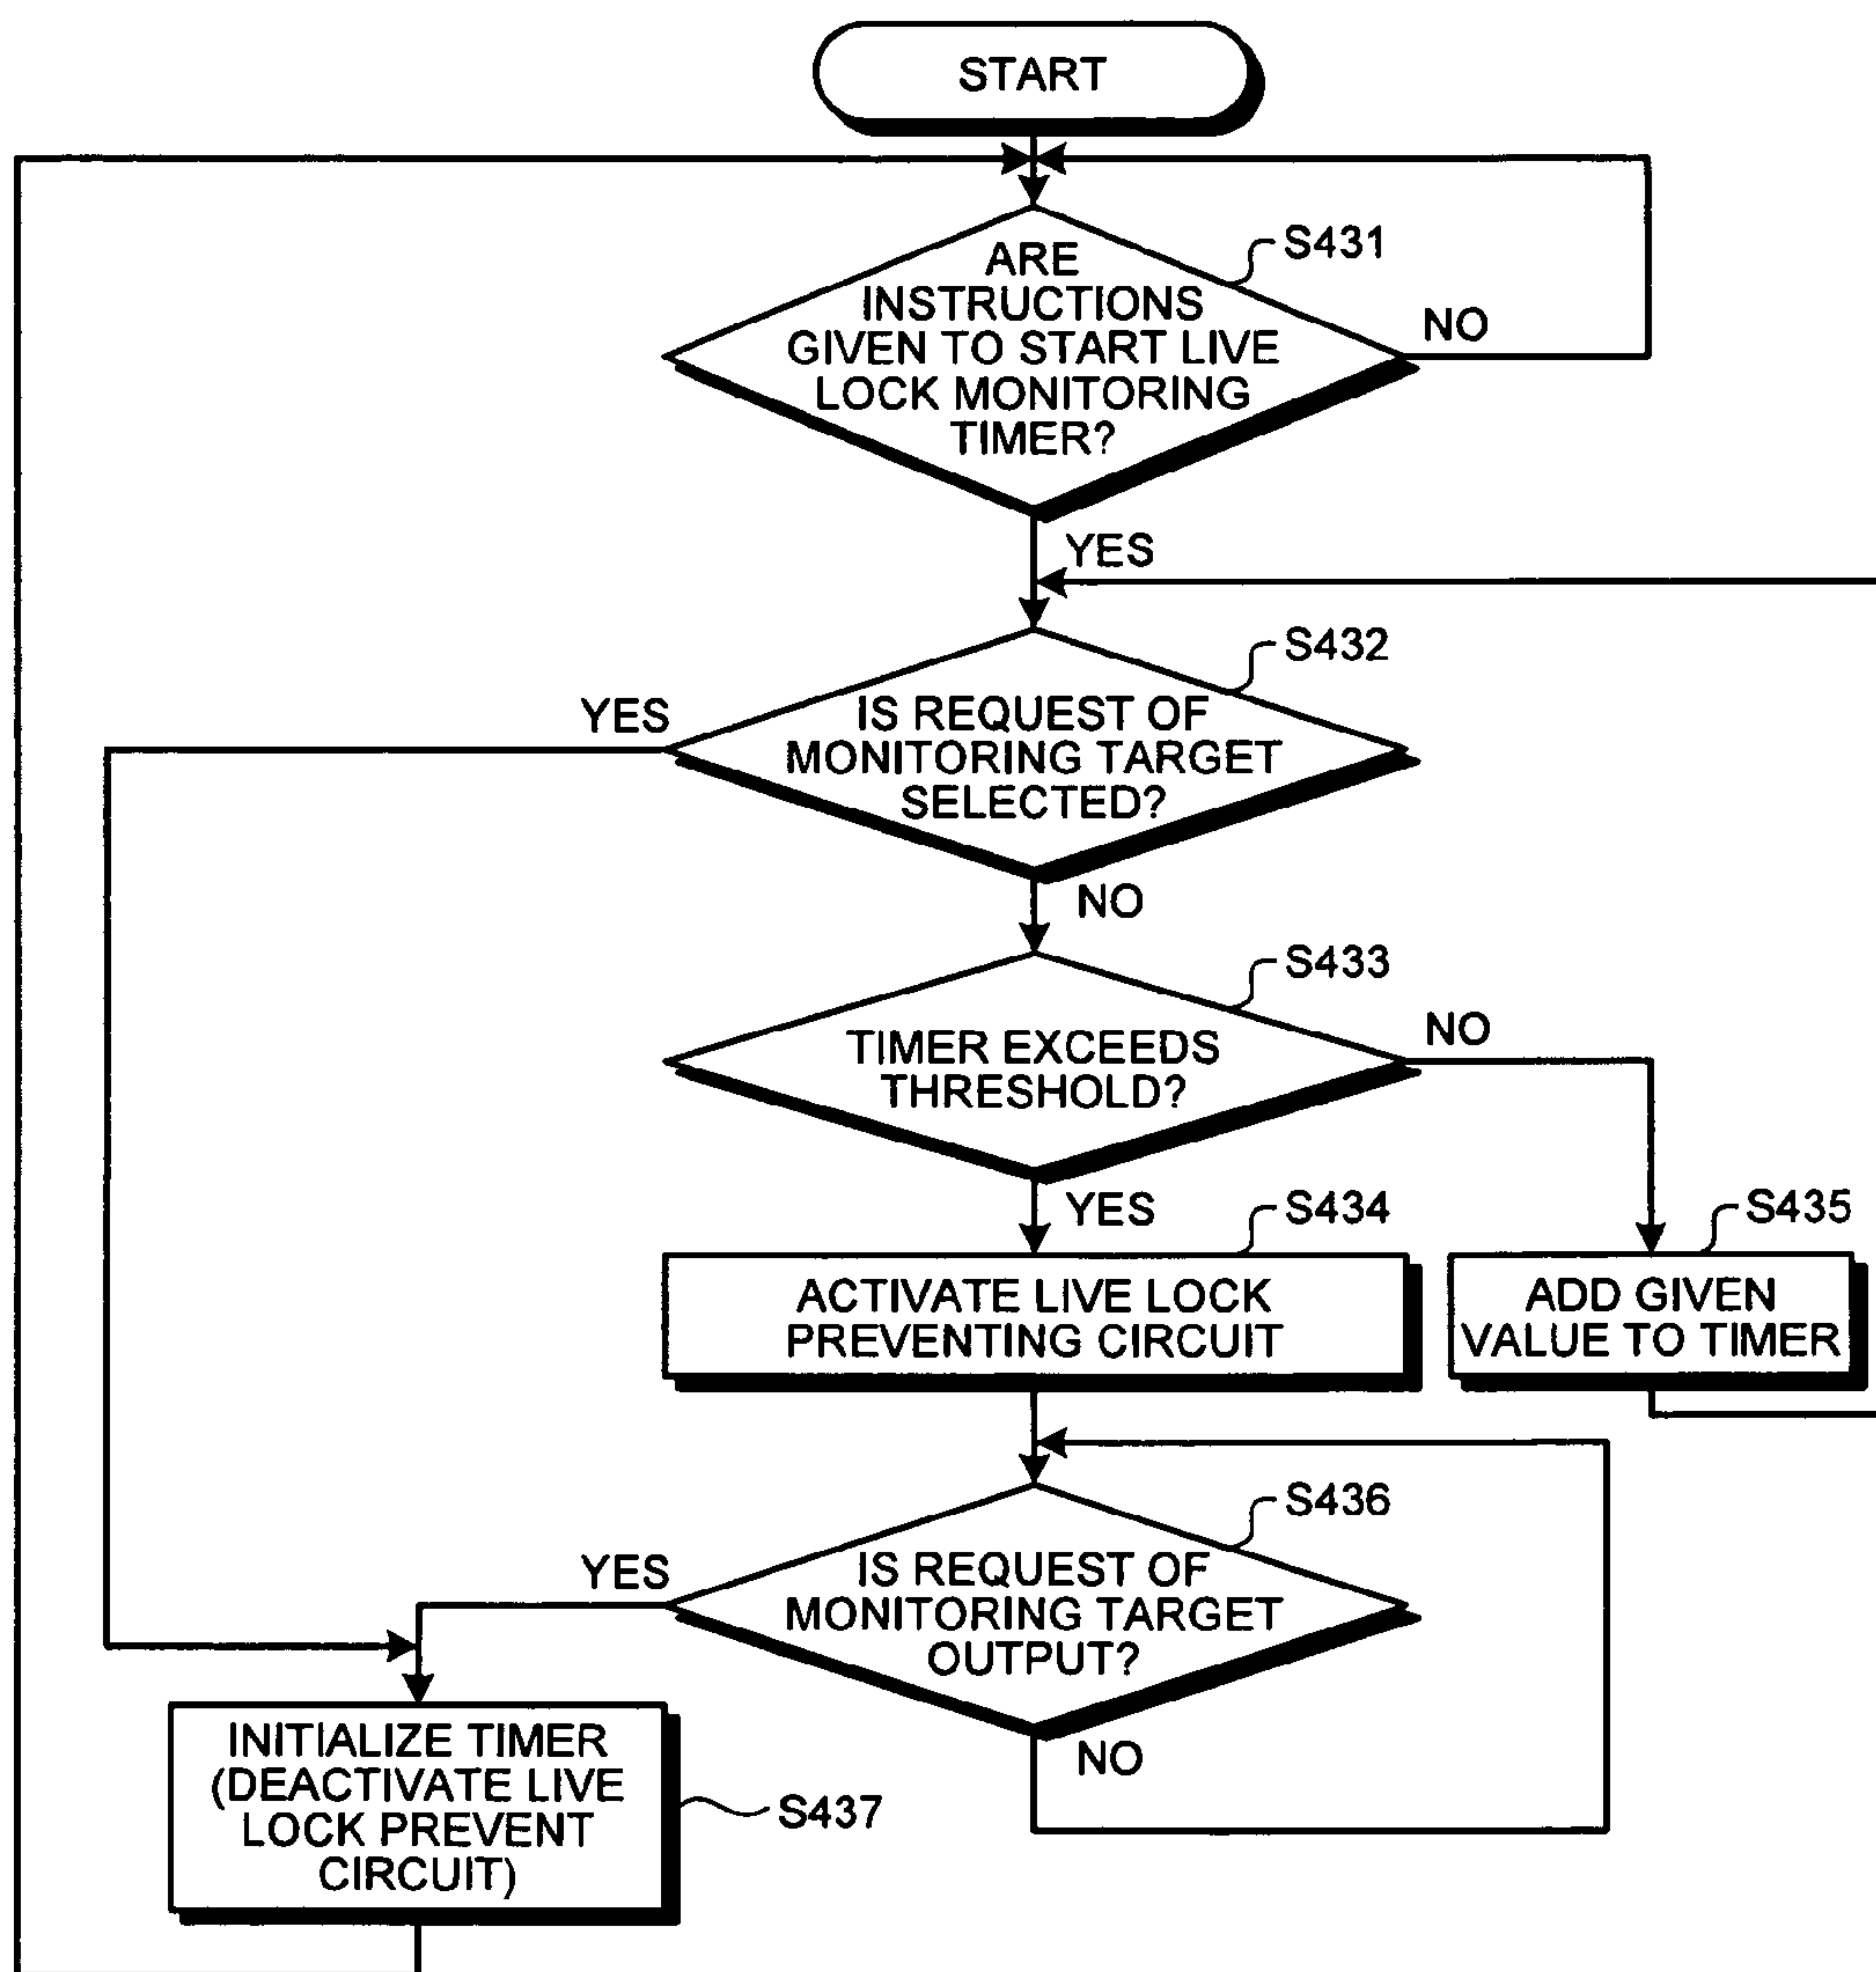 START
S431
ARE
INSTRUCTIONS
GIVEN TO START LIVE
LOCK MONITORING
TIMER?
NO
YES
S432
YES
IS REQUEST OF
MONITORING TARGET
SELECTED?
NO
S433
TIMER EXCEEDS
THRESHOLD?
NO
YES
S434
S435
ACTIVATE LIVE LOCK
PREVENTING CIRCUIT
ADD GIVEN
VALUE TO TIMER
S436
YES
IS REQUEST OF
MONITORING TARGET
OUTPUT?
NO
INITIALIZE TIMER
(DEACTIVATE LIVE
LOCK PREVENT
CIRCUIT)
S437